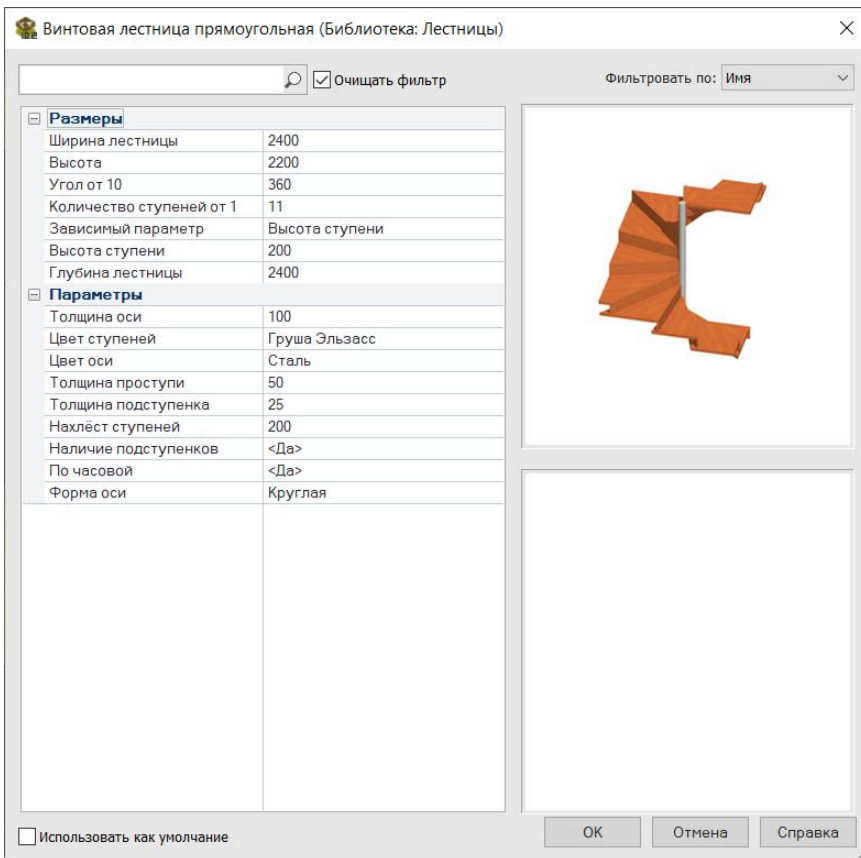 Винтовая лестница прямоугольная (Библиотека: Лестницы)
Очищать фильтр
Фильтровать по: Имя
Размеры
Ширина лестницы 2400
Высота 2200
Угол от 10 360
Количество ступеней от 1 11
Зависимый параметр Высота ступени
Высота ступени 200
Глубина лестницы 2400
Параметры
Толщина оси 100
Цвет ступеней Груша Эльзасс
Цвет оси Сталь
Толщина проступи 50
Толщина подступенка 25
Нахлёст ступеней 200
Наличие подступенков <Да>
По часовой <Да>
Форма оси Круглая
Использовать как умолчание
OK Отмена Справка